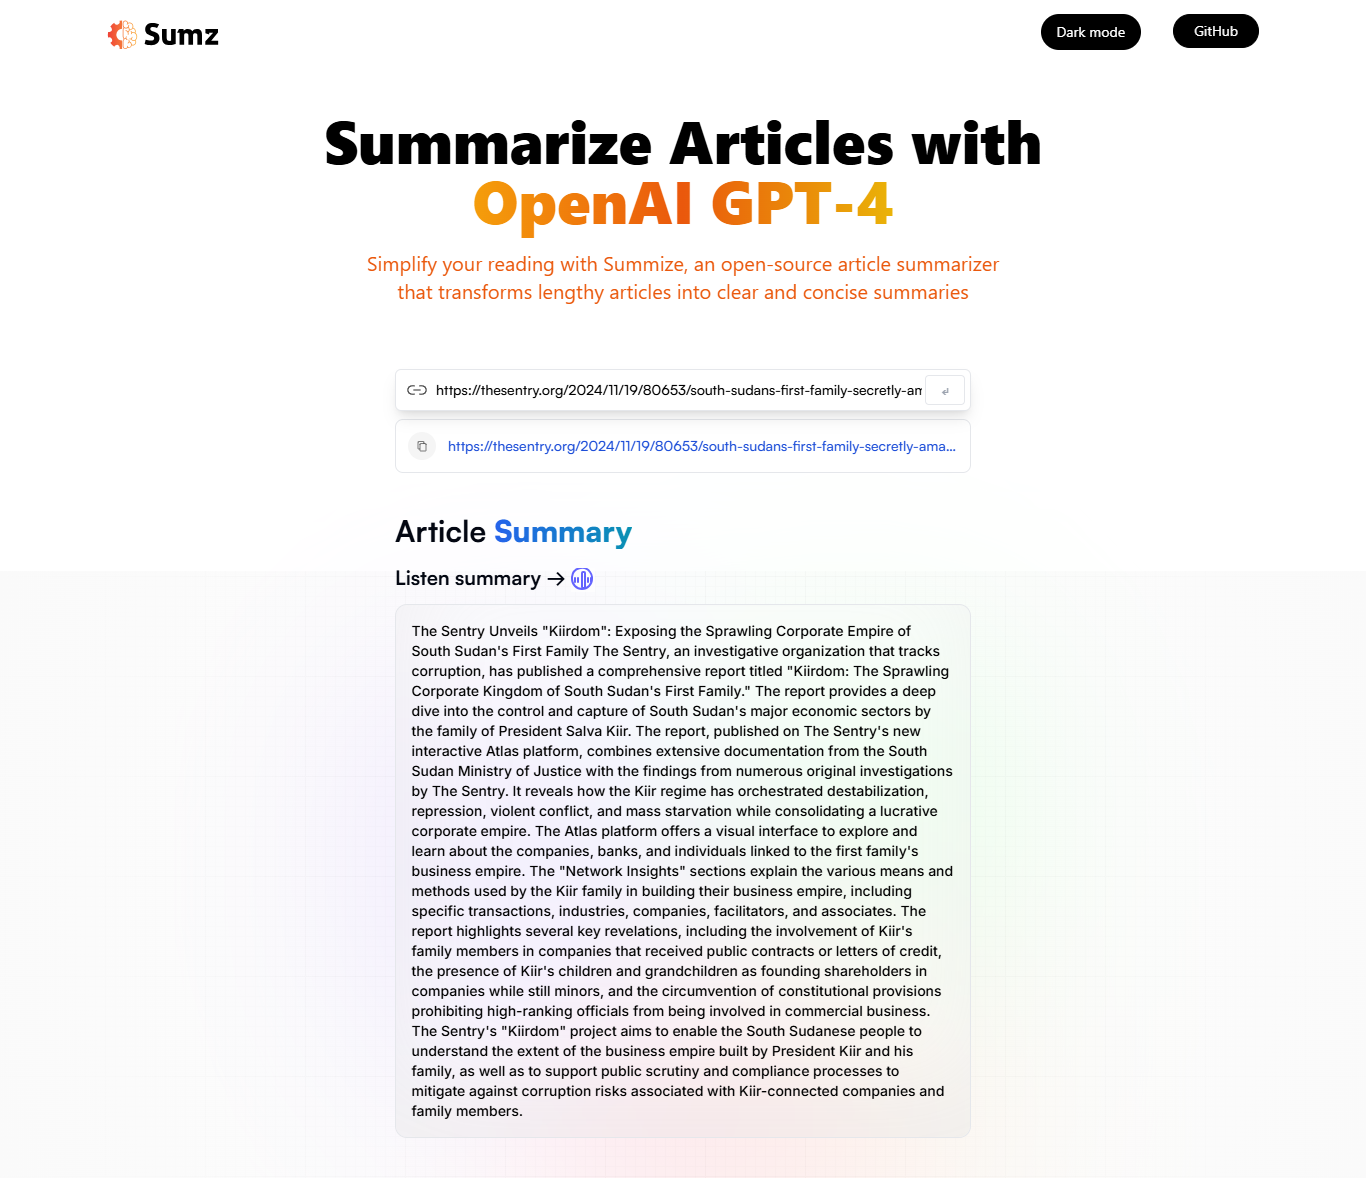 Sumz
Dark mode
GitHub
Summarize Articles with
OpenAI GPT-4
Simplify your reading with Summize, an open-source article summarizer
that transforms lengthy articles into clear and concise summaries
https://thesentry.org/2024/11/19/80653/south-sudans-first-family-secretly-am
https://thesentry.org/2024/11/19/80653/south-sudans-first-family-secretly-ama...
Article Summary
Listen summary →
The Sentry Unveils "Kiirdom": Exposing the Sprawling Corporate Empire of
South Sudan's First Family The Sentry, an investigative organization that tracks
corruption, has published a comprehensive report titled "Kiirdom: The Sprawling
Corporate Kingdom of South Sudan's First Family." The report provides a deep
dive into the control and capture of South Sudan's major economic sectors by
the family of President Salva Kiir. The report, published on The Sentry's new
interactive Atlas platform, combines extensive documentation from the South
Sudan Ministry of Justice with the findings from numerous original investigations
by The Sentry. It reveals how the Kiir regime has orchestrated destabilization,
repression, violent conflict, and mass starvation while consolidating a lucrative
corporate empire. The Atlas platform offers a visual interface to explore and
learn about the companies, banks, and individuals linked to the first family's
business empire. The "Network Insights" sections explain the various means and
methods used by the Kiir family in building their business empire, including
specific transactions, industries, companies, facilitators, and associates. The
report highlights several key revelations, including the involvement of Kiir's
family members in companies that received public contracts or letters of credit,
the presence of Kiir's children and grandchildren as founding shareholders in
companies while still minors, and the circumvention of constitutional provisions
prohibiting high-ranking officials from being involved in commercial business.
The Sentry's "Kiirdom" project aims to enable the South Sudanese people to
understand the extent of the business empire built by President Kiir and his
family, as well as to support public scrutiny and compliance processes to
mitigate against corruption risks associated with Kiir-connected companies and
family members.